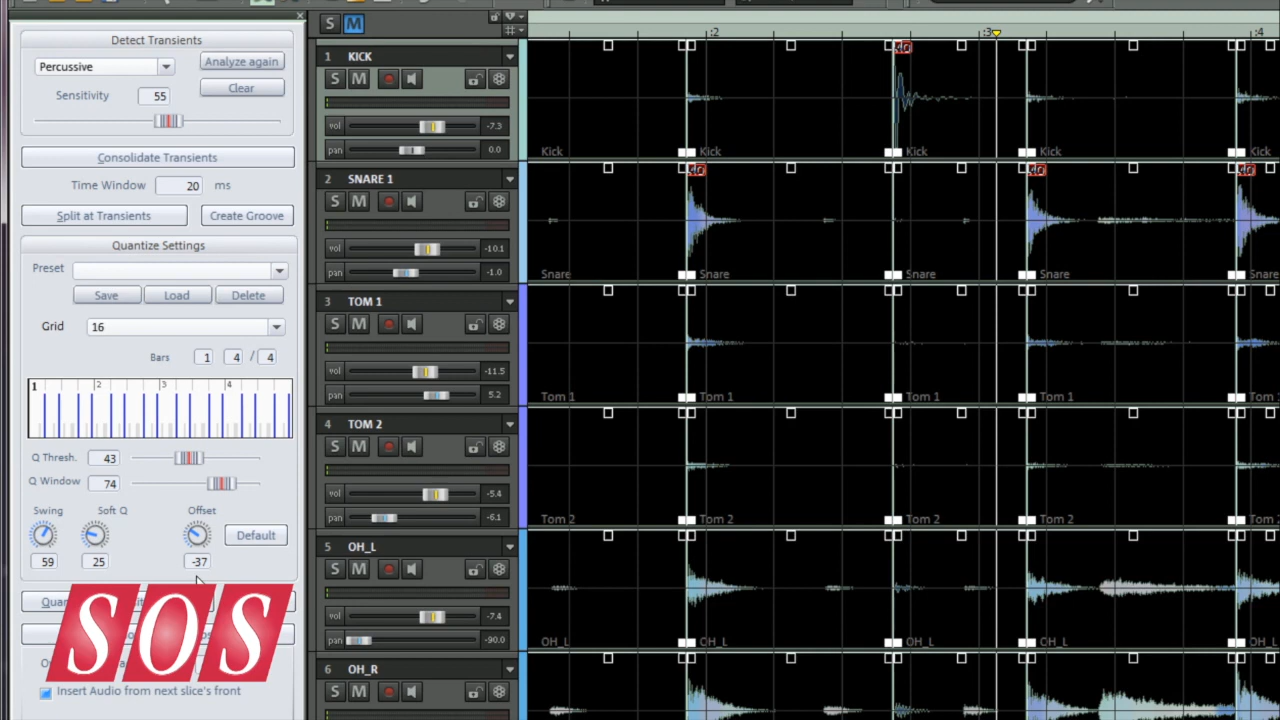 Detect Transients
Percussive
Analyze again
Clear
Sensitivity 55
Consolidate Transients
Time Window 20 ms
Split at Transients
Create Groove
Quantize Settings
Preset
Save
Load
Delete
Grid 16
Bars 1 4 / 4
1 2 3 4
Q Thresh. 43
Q Window 74
Swing
Soft Q
Offset
Default
59
25
-37
SOS
Insert Audio from next slice's front
S M
:2
:3
:4
1 KICK
S M
vol -7.3
pan 0.0
Kick
Kick
Kick
Kick
Kick
2 SNARE 1
S M
vol -10.1
pan -1.0
Snare
Snare
Snare
Snare
Snare
3 TOM 1
S M
vol -11.5
pan 5.2
Tom 1
Tom 1
Tom 1
Tom 1
Tom
4 TOM 2
S M
vol -5.4
pan -6.1
Tom 2
Tom 2
Tom 2
Tom 2
Tom
5 OH_L
S M
vol -7.4
pan -90.0
OH_L
OH_L
OH_L
OH_L
OH_L
6 OH_R
S M
vol -7.2